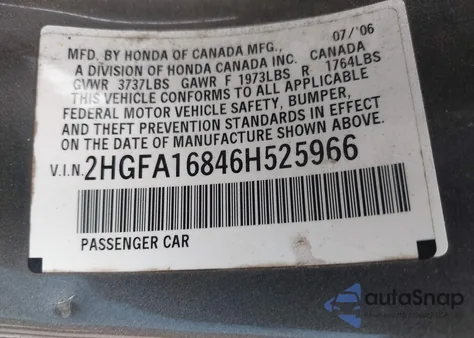 07/'06
MFD. BY HONDA OF CANADA MFG.,
A DIVISION OF HONDA CANADA INC. CANADA
GVWR 3737LBS GAWR F 1973LBS R 1764LBS
THIS VEHICLE CONFORMS TO ALL APPLICABLE
FEDERAL MOTOR VEHICLE SAFETY, BUMPER,
AND THEFT PREVENTION STANDARDS IN EFFECT
ON THE DATE OF MANUFACTURE SHOWN ABOVE.
V.I.N. 2HGFA16846H525966
PASSENGER CAR
autoSnap